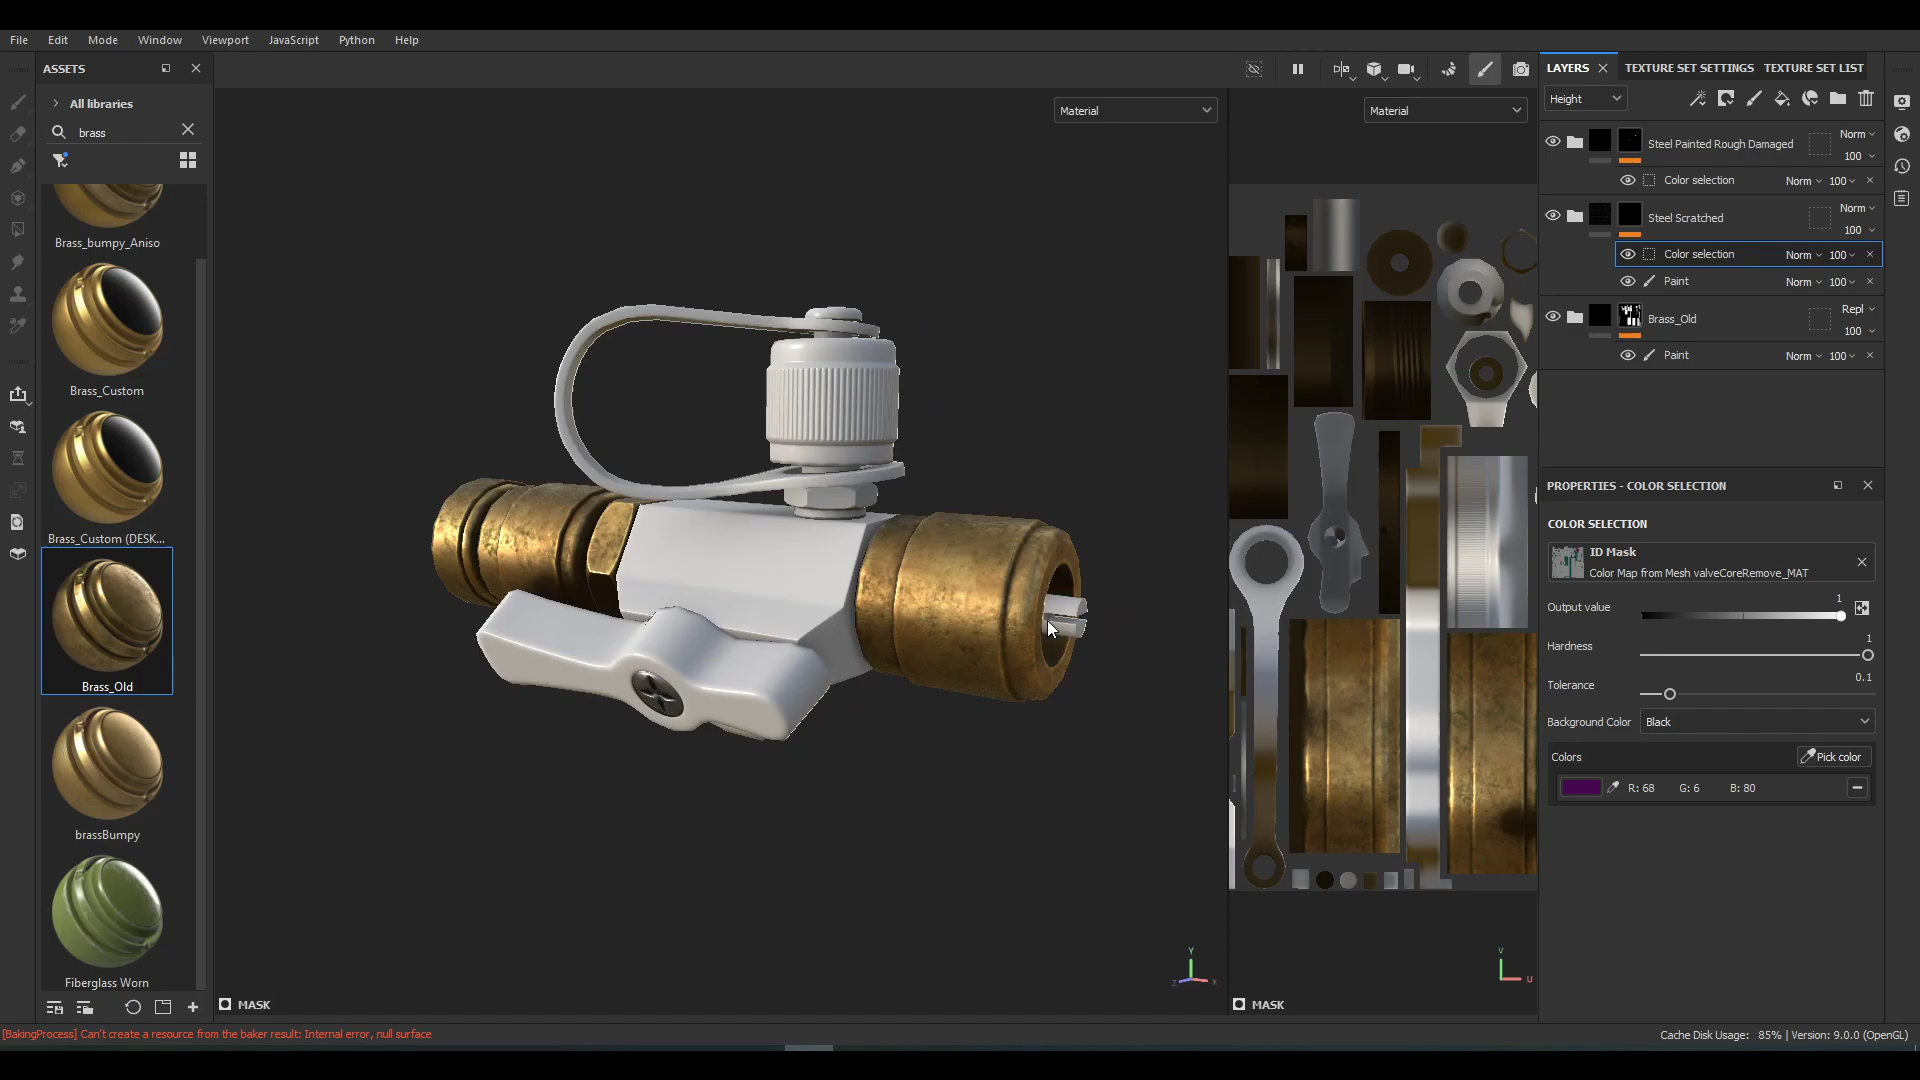 File Edit Mode Window Viewport JavaScript Python Help
ASSETS
All libraries
brass
Brass_bumpy_Aniso
Brass_Custom
Brass_Custom (DESK...
Brass_Old
brassBumpy
Fiberglass Worn
Material
Material
MASK
MASK
Y
Z
X
V
U
LAYERS TEXTURE SET SETTINGS TEXTURE SET LIST
Height
Steel Painted Rough Damaged Norm
100
Color selection Norm 100
Steel Scratched Norm
100
Color selection Norm 100
Paint Norm 100
Brass_Old Repl
100
Paint Norm 100
PROPERTIES - COLOR SELECTION
COLOR SELECTION
ID Mask
Color Map from Mesh valveCoreRemove_MAT
Output value 1
Hardness 1
Tolerance 0.1
Background Color Black
Colors Pick color
R: 68 G: 6 B: 80
[BakingProcess] Can't create a resource from the baker result: Internal error, null surface
Cache Disk Usage: 85% | Version: 9.0.0 (OpenGL)